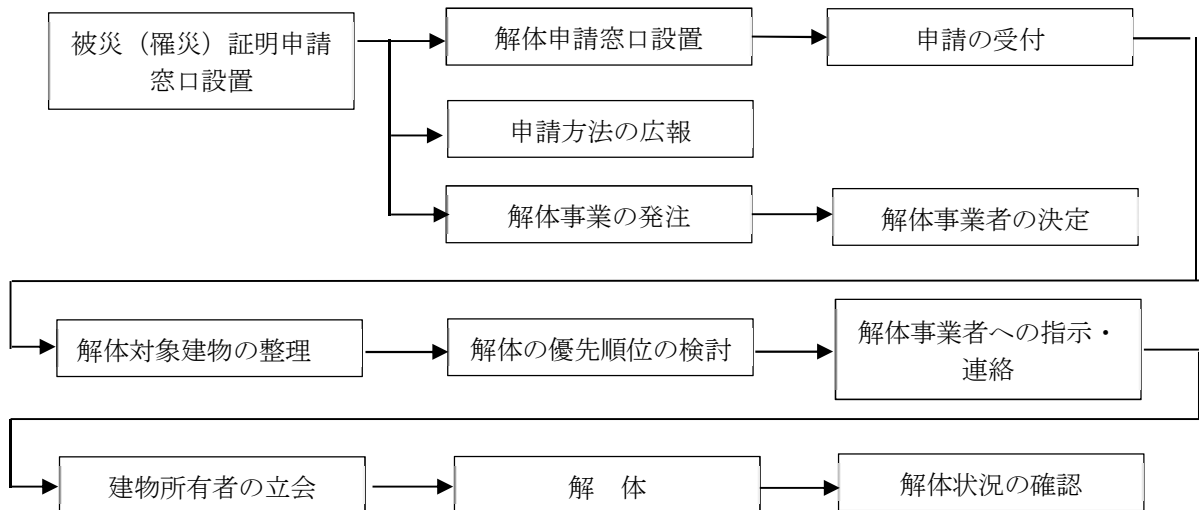 被災（罹災）証明申請
窓口設置
解体申請窓口設置
申請の受付
申請方法の広報
解体事業の発注
解体事業者の決定
解体対象建物の整理
解体の優先順位の検討
解体事業者への指示・
連絡
建物所有者の立会
解　体
解体状況の確認